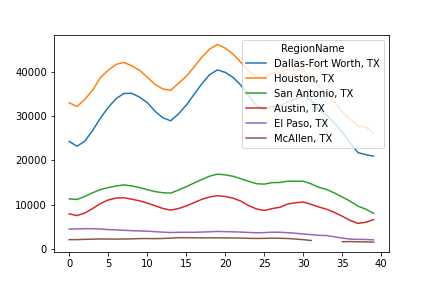 RegionName
Dallas-Fort Worth, TX
Houston, TX
San Antonio, TX
Austin, TX
El Paso, TX
McAllen, TX
40000
30000
20000
10000
0
0 5 10 15 20 25 30 35 40